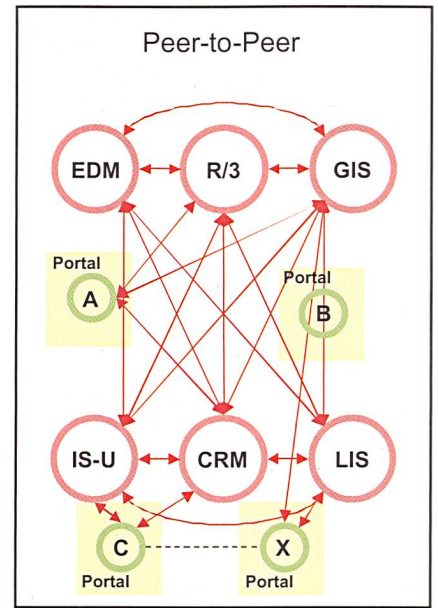 Peer-to-Peer
EDM
R/3
GIS
Portal
A
Portal
B
IS-U
CRM
LIS
C
X
Portal
Portal